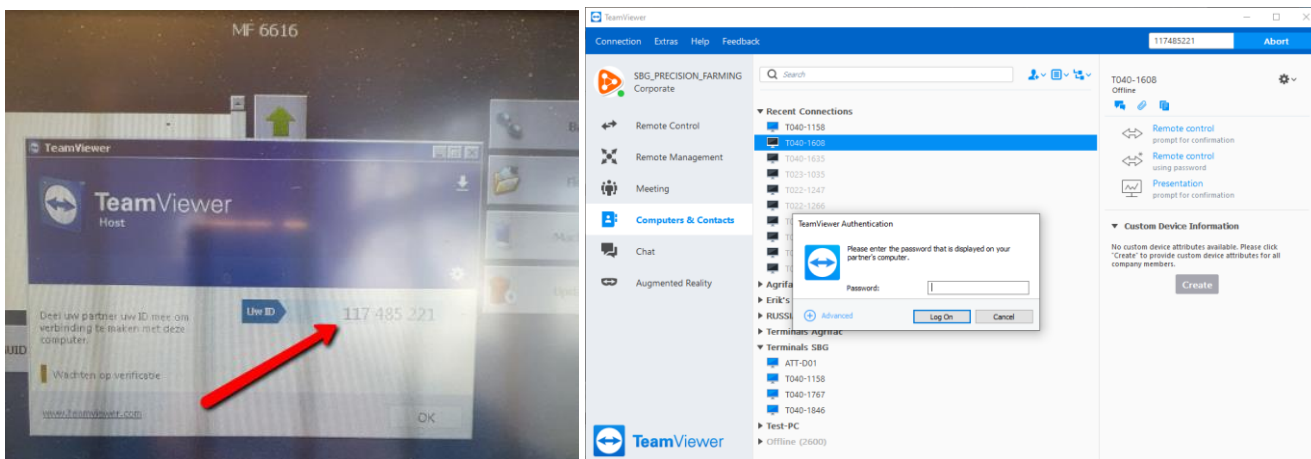 MF 6616
TeamViewer
TeamViewer
Host
Deel uw partner uw ID mee om
verbinding te maken met deze
computer.
Uw ID
117 485 221
Wachten op verificatie
www.teamviewer.com
OK
UID
TeamViewer
Connection Extras Help Feedback
117485221
Abort
SBG_PRECISION_FARMING
Corporate
Remote Control
Remote Management
Meeting
Computers & Contacts
Chat
Augmented Reality
TeamViewer
Search
Recent Connections
T040-1158
T040-1608
T040-1635
T023-1035
T022-1247
T022-1266
Agrifa
Erik's
RUSSI
Terminals Agrifac
Terminals SBG
ATT-D01
T040-1158
T040-1767
T040-1846
Test-PC
Offline (2600)
TeamViewer Authentication
Please enter the password that is displayed on your
partner's computer.
Password:
Advanced
Log On
Cancel
T040-1608
Offline
Remote control
prompt for confirmation
Remote control
using password
Presentation
prompt for confirmation
Custom Device Information
No custom device attributes available. Please click
'Create' to provide custom device attributes for all
company members.
Create